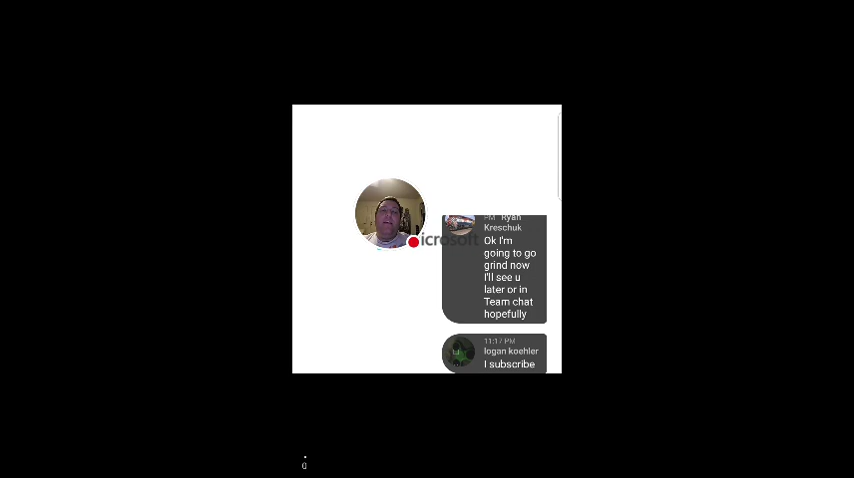 icrosoft
PM Ryan
Kreschuk
Ok I'm
going to go
grind now
I'll see u
later or in
Team chat
hopefully
11:17 PM
logan koehler
I subscribe
0